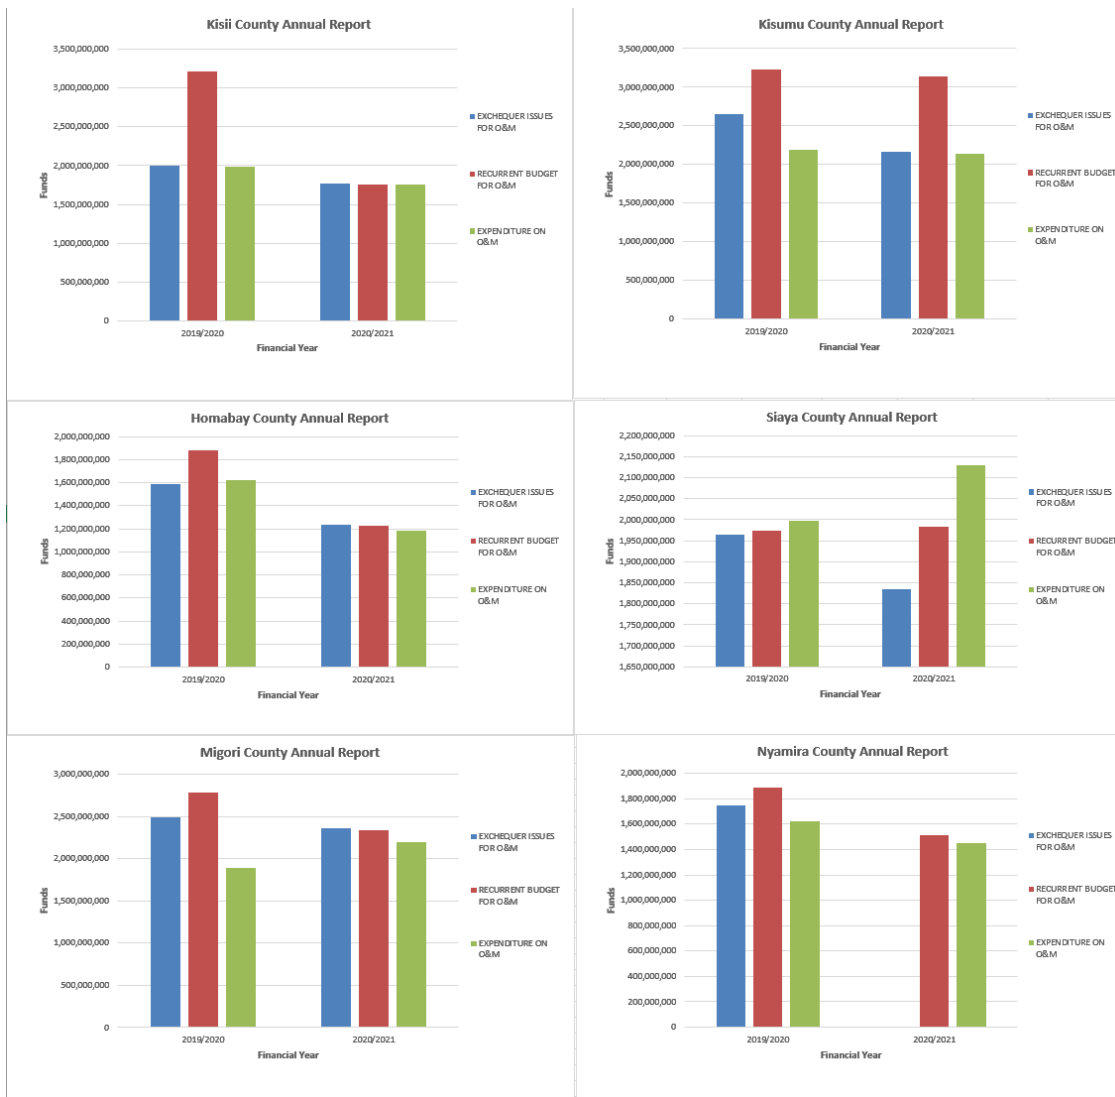 Kisii County Annual Report
3,500,000,000
3,000,000,000
2,500,000,000
2,000,000,000
1,500,000,000
1,000,000,000
500,000,000
0
Funds
2019/2020
2020/2021
Financial Year
EXCHEQUER ISSUES
FOR O&M
RECURRENT BUDGET
FOR O&M
EXPENDITURE ON
O&M
Kisumu County Annual Report
3,500,000,000
3,000,000,000
2,500,000,000
2,000,000,000
1,500,000,000
1,000,000,000
500,000,000
0
Funds
2019/2020
2020/2021
Financial Year
EXCHEQUER ISSUES
FOR O&M
RECURRENT BUDGET
FOR O&M
EXPENDITURE ON
O&M
Homabay County Annual Report
2,000,000,000
1,800,000,000
1,600,000,000
1,400,000,000
1,200,000,000
1,000,000,000
800,000,000
600,000,000
400,000,000
200,000,000
0
Funds
2019/2020
2020/2021
Financial Year
EXCHEQUER ISSUES
FOR O&M
RECURRENT BUDGET
FOR O&M
EXPENDITURE ON
O&M
Siaya County Annual Report
2,200,000,000
2,150,000,000
2,100,000,000
2,050,000,000
2,000,000,000
1,950,000,000
1,900,000,000
1,850,000,000
1,800,000,000
1,750,000,000
1,700,000,000
1,650,000,000
Funds
2019/2020
2020/2021
Financial Year
EXCHEQUER ISSUES
FOR O&M
RECURRENT BUDGET
FOR O&M
EXPENDITURE ON
O&M
Migori County Annual Report
3,000,000,000
2,500,000,000
2,000,000,000
1,500,000,000
1,000,000,000
500,000,000
0
Funds
2019/2020
2020/2021
Financial Year
EXCHEQUER ISSUES
FOR O&M
RECURRENT BUDGET
FOR O&M
EXPENDITURE ON
O&M
Nyamira County Annual Report
2,000,000,000
1,800,000,000
1,600,000,000
1,400,000,000
1,200,000,000
1,000,000,000
800,000,000
600,000,000
400,000,000
200,000,000
0
Funds
2019/2020
2020/2021
Financial Year
EXCHEQUER ISSUES
FOR O&M
RECURRENT BUDGET
FOR O&M
EXPENDITURE ON
O&M